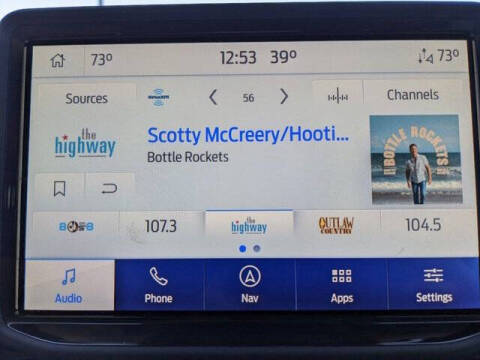 73° 12:53 39° 73°
Sources
SiriusXM
56
Channels
the
highway
Scotty McCreery/Hooti...
Bottle Rockets
BOTTLE ROCKETS
107.3
the
highway
OUTLAW
COUNTRY
104.5
Audio
Phone
Nav
Apps
Settings